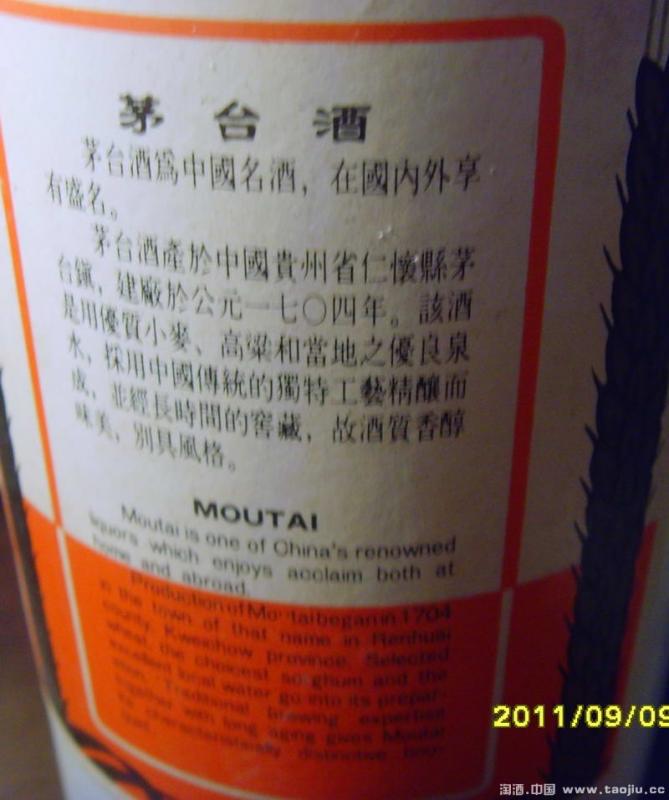 茅台酒
茅台酒爲中國名酒，在國內外享
有盛名。
茅台酒產於中國貴州省仁懷縣茅
台鎭，建廠於公元一七〇四年。該酒
是用優質小麥、高粱和當地之優良泉
水，採用中國傳統的獨特工藝精釀而
成，並經長時間的窖藏，故酒質香醇
味美，別具風格。
MOUTAI
Moutai is one of China's renowned
liquors which enjoys acclaim both at
home and abroad.
Production of Moutai began in 1704
in the town of that name in Renhuai
county, Kweichow province. Selected
wheat, the choicest sorghum and the
excellent local water go into its prepar-
ation. Traditional brewing expertise
together with long aging gives Moutai
its characteristically distinctive
2011/09/09
淘酒.中国 www.taojiu.cc